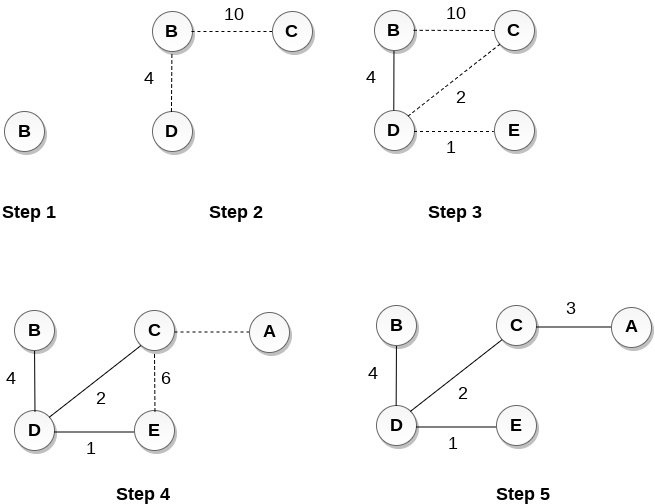 B
Step 1
B 10 C
4
D
Step 2
B 10 C
4
2
D E
1
Step 3
B C A
4 6
2
D E
1
Step 4
B C 3 A
4
2
D E
1
Step 5